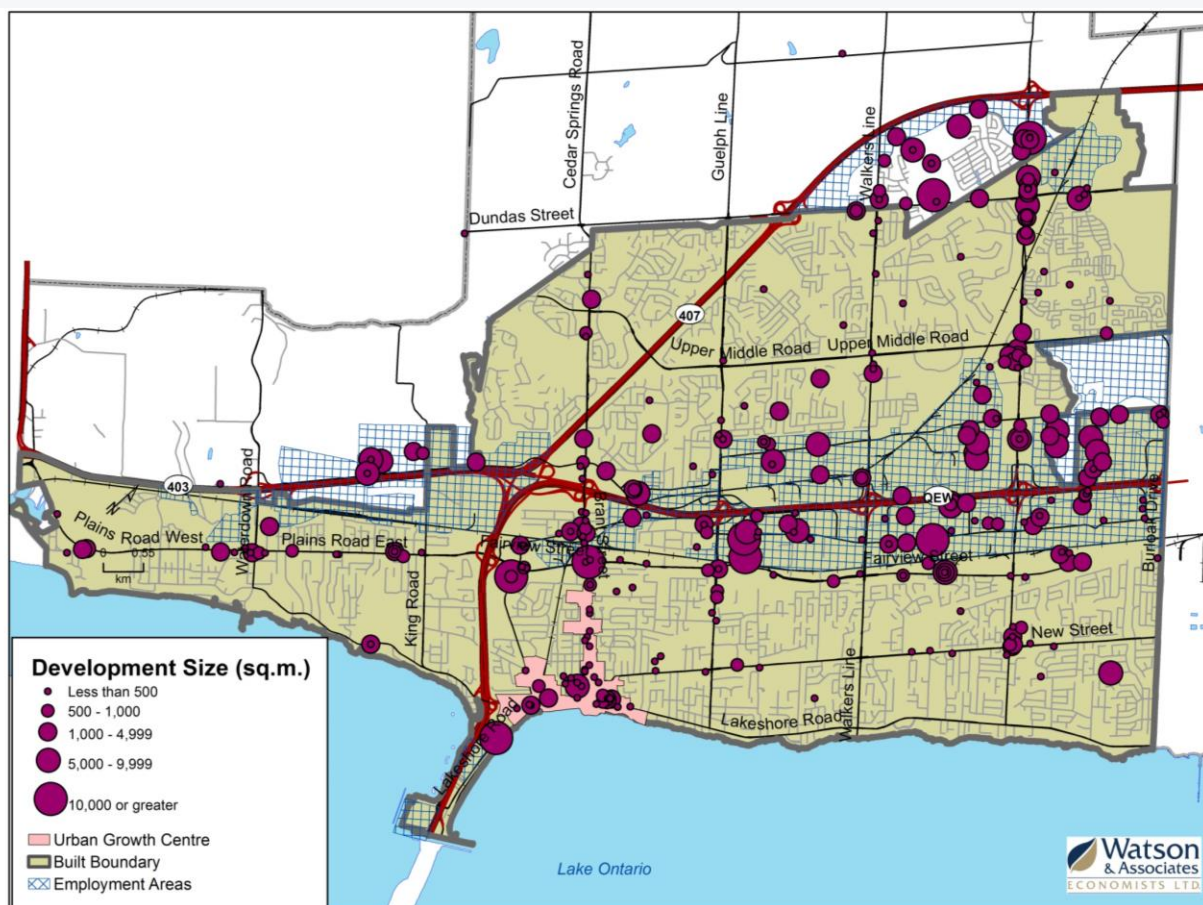 Cedar Springs Road
Guelph Line
Walkers Line
Dundas Street
407
Upper Middle Road
Upper Middle Road
403
Waterdown Road
N
QEW
Plains Road West
Plains Road East
Brant Street
Fairview Street
Fairview Street
Burloak Drive
0 0.55
km
King Road
New Street
Walkers Line
Lakeshore Road
Lakeshore Road
Development Size (sq.m.)
Less than 500
500 - 1,000
1,000 - 4,999
5,000 - 9,999
10,000 or greater
Urban Growth Centre
Built Boundary
Employment Areas
Lake Ontario
Watson
& Associates
ECONOMISTS LTD.